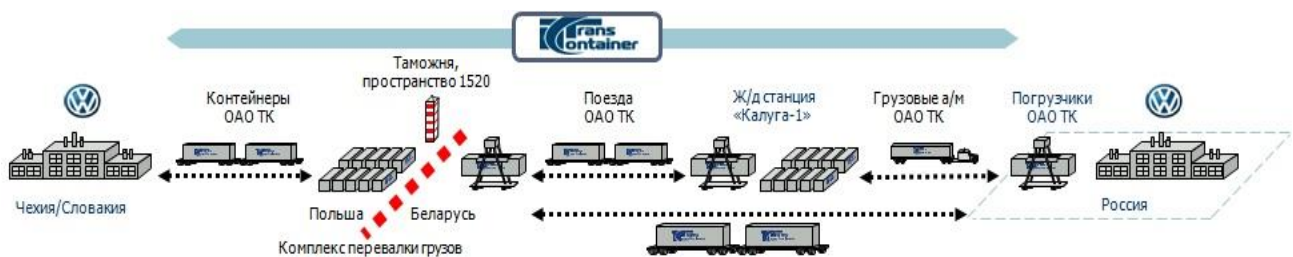 Trans
Container
Таможня,
пространство 1520
Контейнеры
ОАО ТК
Поезда
ОАО ТК
Ж/д станция
«Калуга-1»
Грузовые а/м
ОАО ТК
Погрузчики
ОАО ТК
Чехия/Словакия
Польша
Беларусь
Россия
Комплекс перевалки грузов